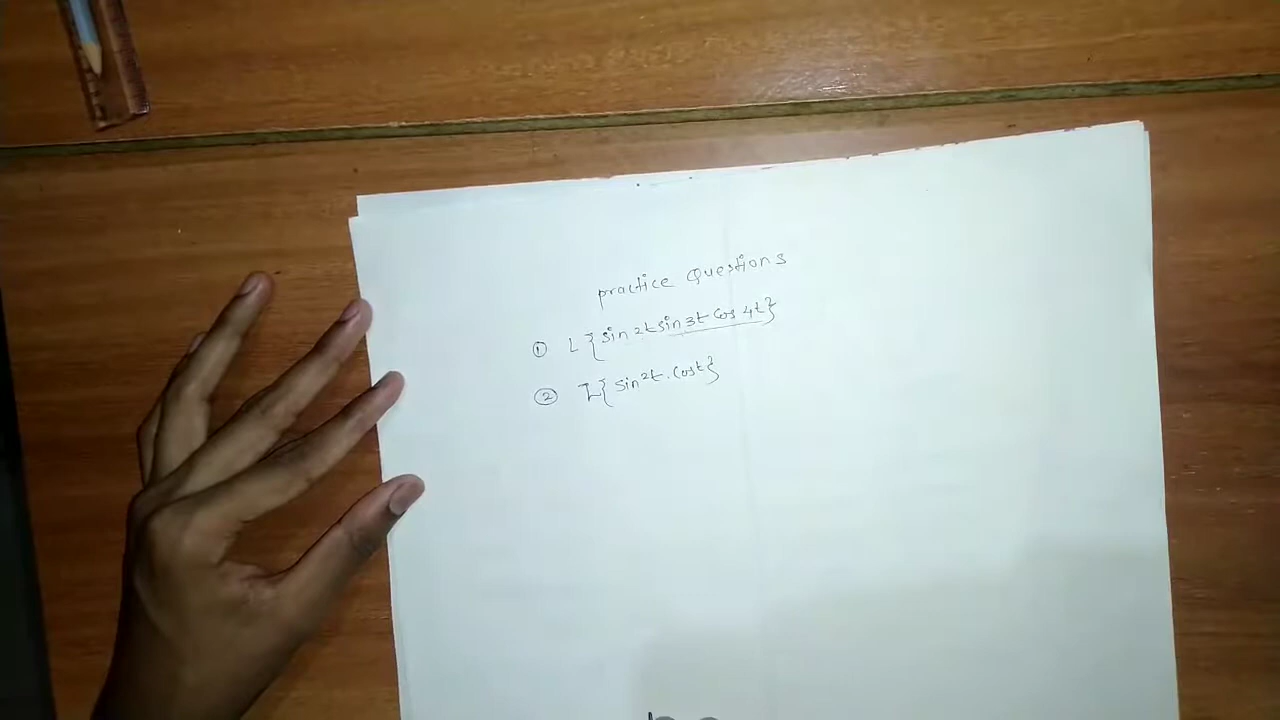 practice Questions
① L{sin 2t sin 3t cos 4t}
② L{sin²t.cost}